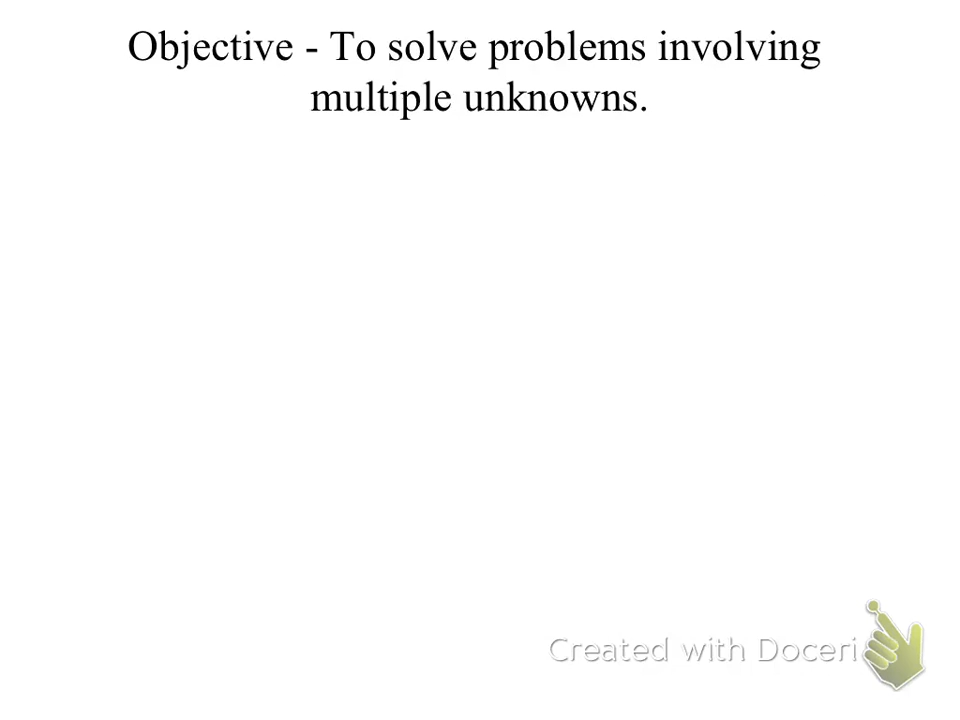 Objective - To solve problems involving
multiple unknowns.
Created with Doceri